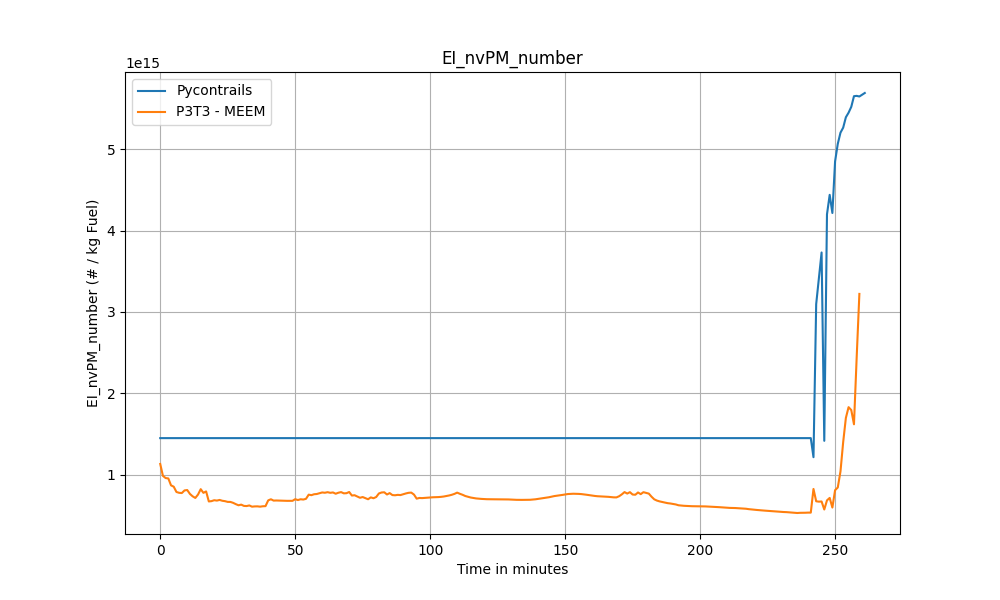 EI_nvPM_number
1e15
Pycontrails
P3T3 - MEEM
EI_nvPM_number (# / kg Fuel)
5
4
3
2
1
0 50 100 150 200 250
Time in minutes